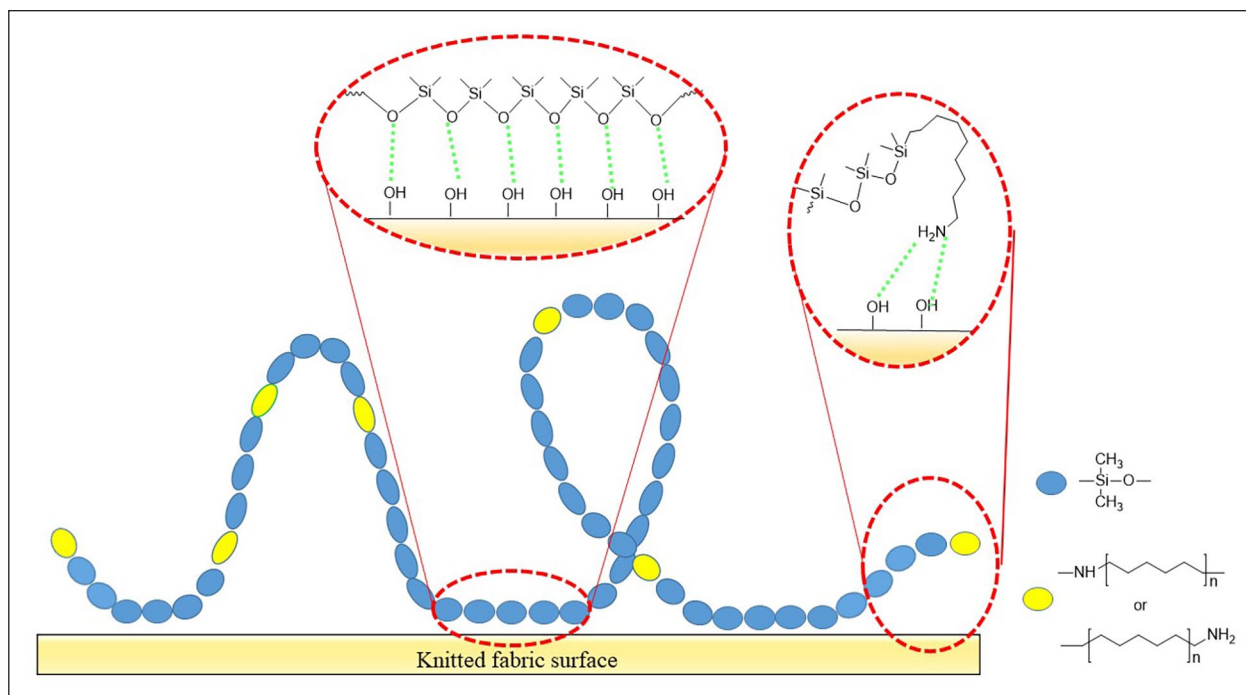 Si Si Si Si Si
O O O O O O
OH OH OH OH OH OH
Si
Si O
Si O
H₂N
OH OH
Knitted fabric surface
CH₃
Si O
CH₃
NH n
or
NH₂
n